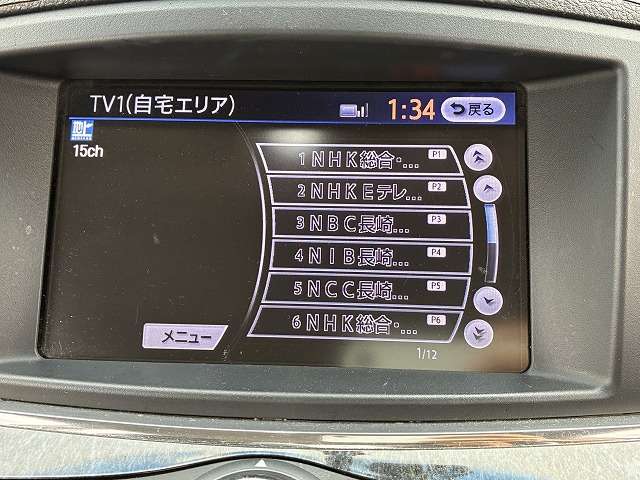 TV1(自宅エリア)
1:34
戻る
15ch
1 NHK総合・... P1
2 NHKEテレ... P2
3 NBC長崎... P3
4 NIB長崎... P4
5 NCC長崎... P5
6 NHK総合・... P6
メニュー
1/12